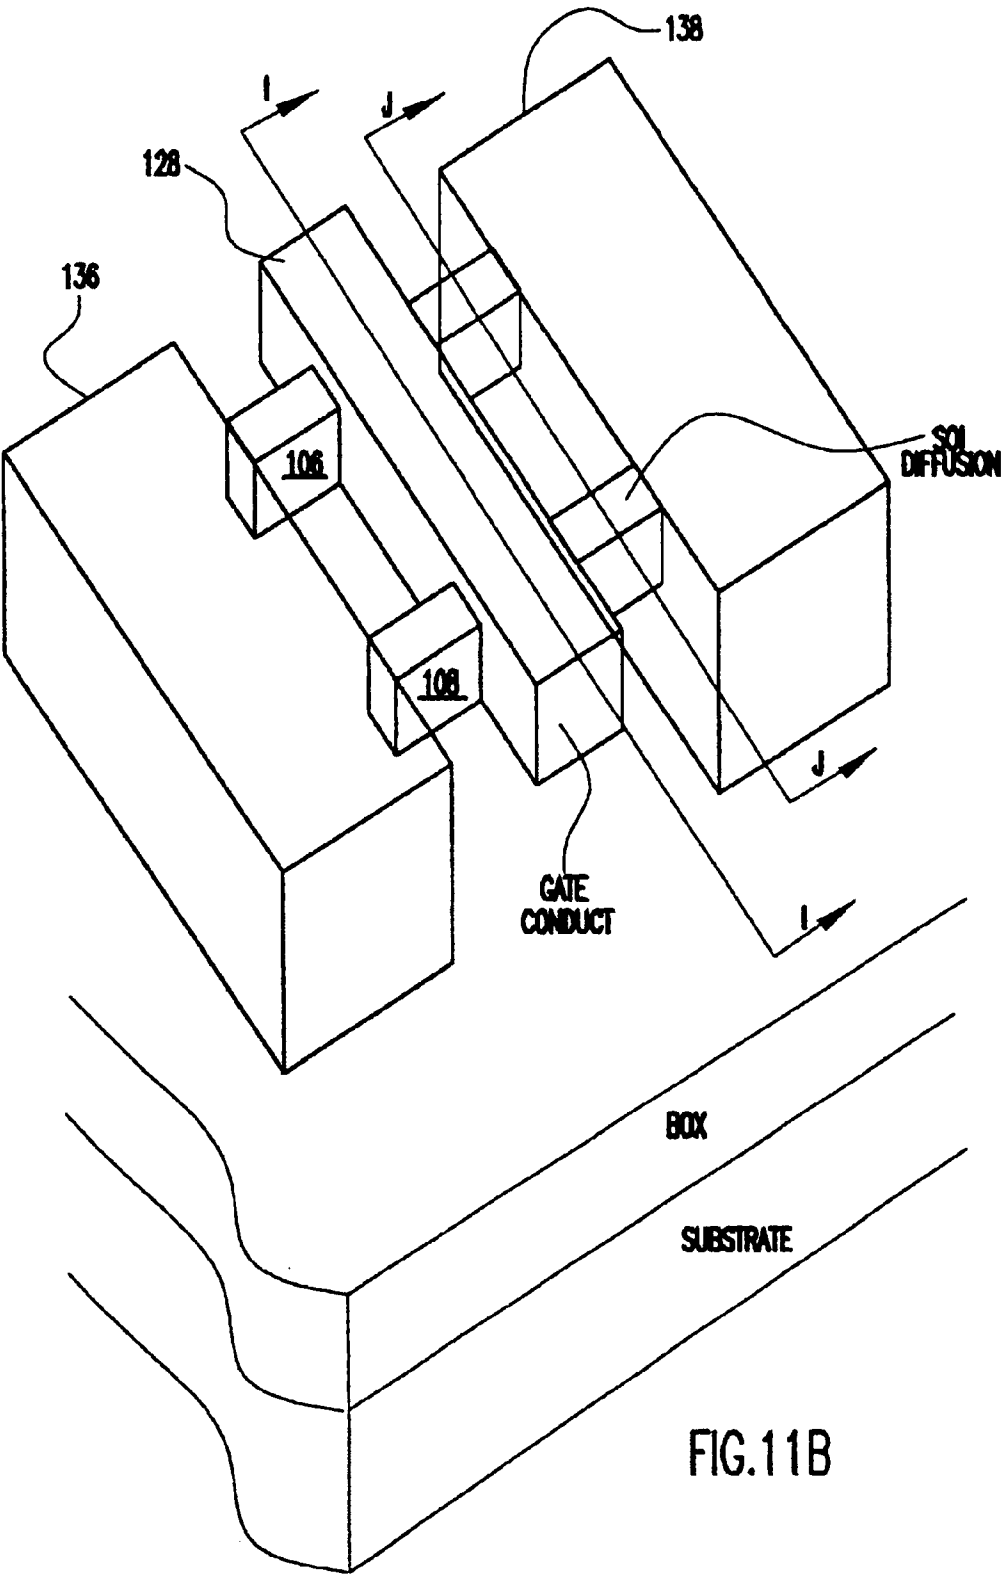 138
I
J
128
136
SOI
DIFFUSION
106
108
J
GATE
CONDUCT
I
BOX
SUBSTRATE
FIG.11B